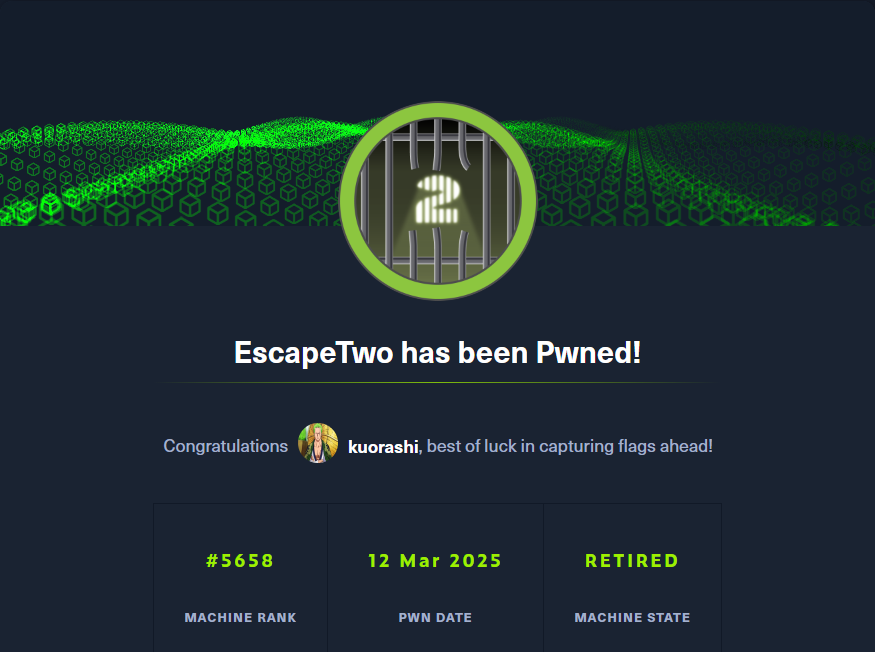 2
EscapeTwo has been Pwned!
Congratulations kuorashi, best of luck in capturing flags ahead!
#5658 12 Mar 2025 RETIRED
MACHINE RANK PWN DATE MACHINE STATE